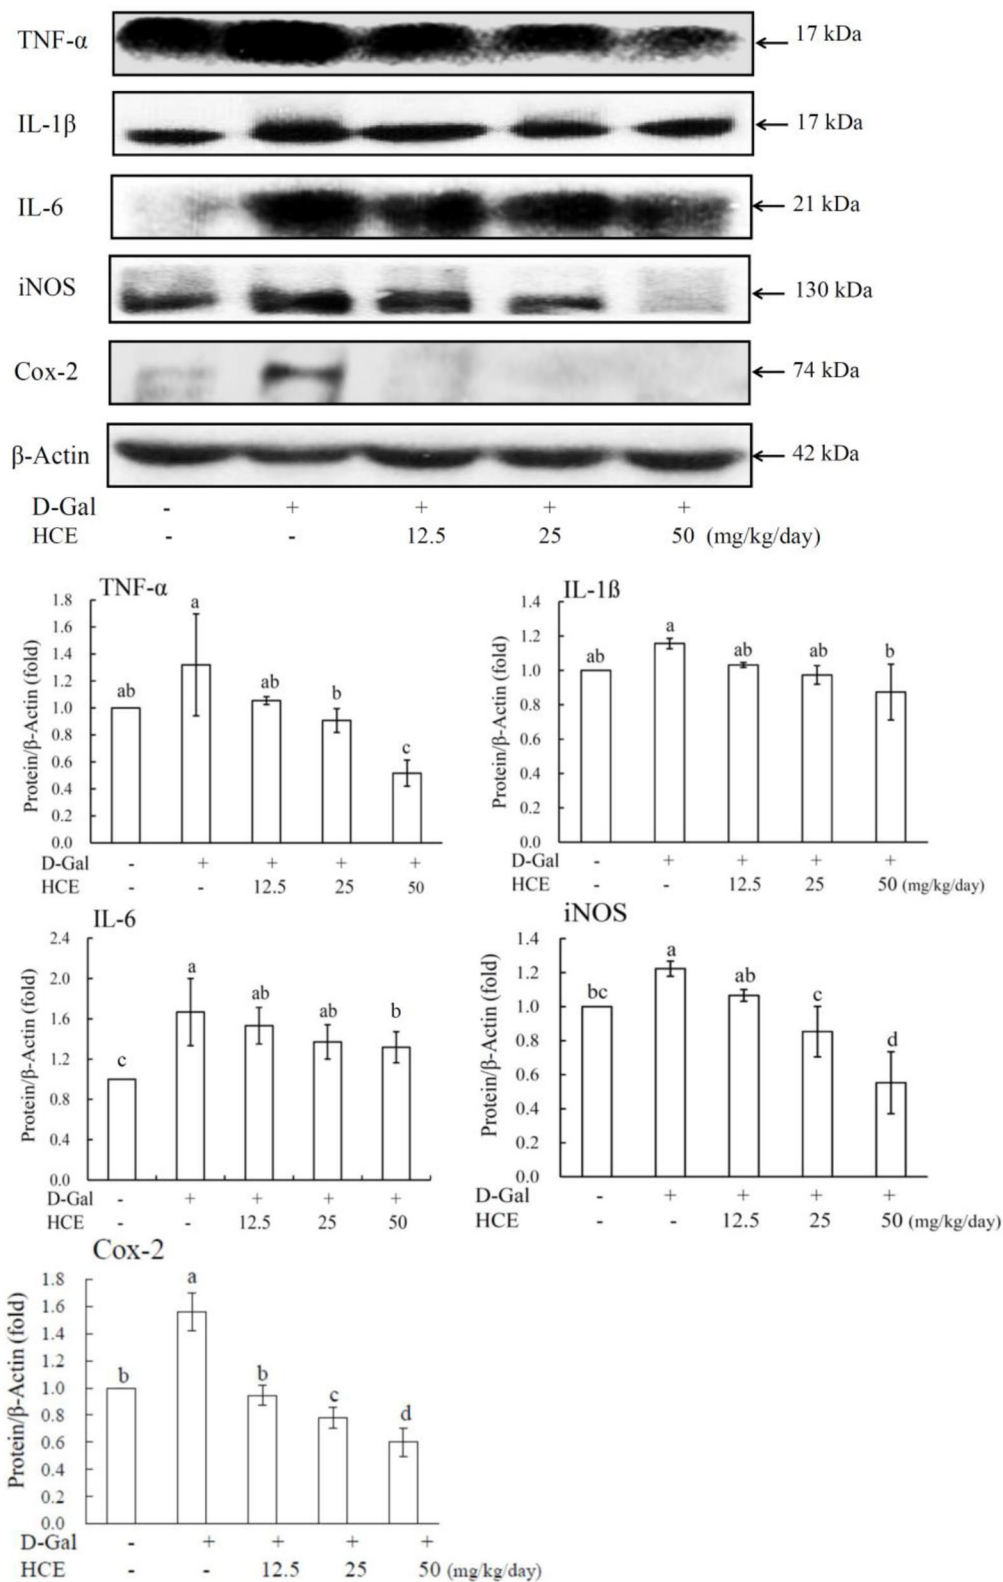 TNF-α
17 kDa
IL-1β
17 kDa
IL-6
21 kDa
iNOS
130 kDa
Cox-2
74 kDa
β-Actin
42 kDa
D-Gal - + + + +
HCE - - 12.5 25 50 (mg/kg/day)
TNF-α
Protein/β-Actin (fold)
1.8
1.6
1.4
1.2
1.0
0.8
0.6
0.4
0.2
0.0
ab a ab b c
D-Gal - + + + +
HCE - - 12.5 25 50
IL-1ß
Protein/β-Actin (fold)
1.4
1.2
1.0
0.8
0.6
0.4
0.2
0.0
ab a ab ab b
D-Gal - + + + +
HCE - - 12.5 25 50 (mg/kg/day)
IL-6
Protein/β-Actin (fold)
2.4
2.0
1.6
1.2
0.8
0.4
0.0
c a ab ab b
D-Gal - + + + +
HCE - - 12.5 25 50
iNOS
Protein/β-Actin (fold)
1.4
1.2
1.0
0.8
0.6
0.4
0.2
0.0
bc a ab c d
D-Gal - + + + +
HCE - - 12.5 25 50 (mg/kg/day)
Cox-2
Protein/β-Actin (fold)
1.8
1.6
1.4
1.2
1.0
0.8
0.6
0.4
0.2
0.0
b a b c d
D-Gal - + + + +
HCE - - 12.5 25 50 (mg/kg/day)